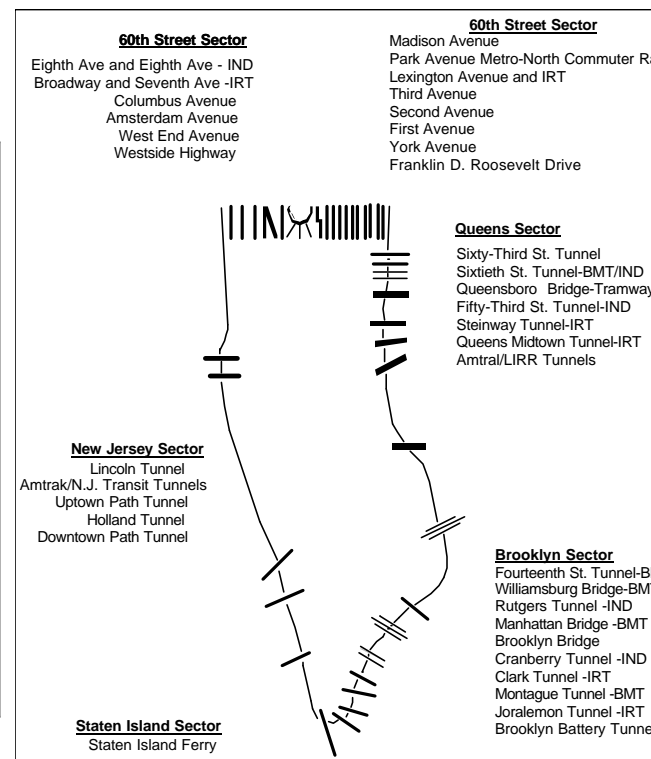 60th Street Sector
Eighth Ave and Eighth Ave - IND
Broadway and Seventh Ave -IRT
Columbus Avenue
Amsterdam Avenue
West End Avenue
Westside Highway
60th Street Sector
Madison Avenue
Park Avenue Metro-North Commuter Ra
Lexington Avenue and IRT
Third Avenue
Second Avenue
First Avenue
York Avenue
Franklin D. Roosevelt Drive
Queens Sector
Sixty-Third St. Tunnel
Sixtieth St. Tunnel-BMT/IND
Queensboro Bridge-Tramway
Fifty-Third St. Tunnel-IND
Steinway Tunnel-IRT
Queens Midtown Tunnel-IRT
Amtral/LIRR Tunnels
New Jersey Sector
Lincoln Tunnel
Amtrak/N.J. Transit Tunnels
Uptown Path Tunnel
Holland Tunnel
Downtown Path Tunnel
Brooklyn Sector
Fourteenth St. Tunnel-B
Williamsburg Bridge-BM
Rutgers Tunnel -IND
Manhattan Bridge -BMT
Brooklyn Bridge
Cranberry Tunnel -IND
Clark Tunnel -IRT
Montague Tunnel -BMT
Joralemon Tunnel -IRT
Brooklyn Battery Tunne
Staten Island Sector
Staten Island Ferry